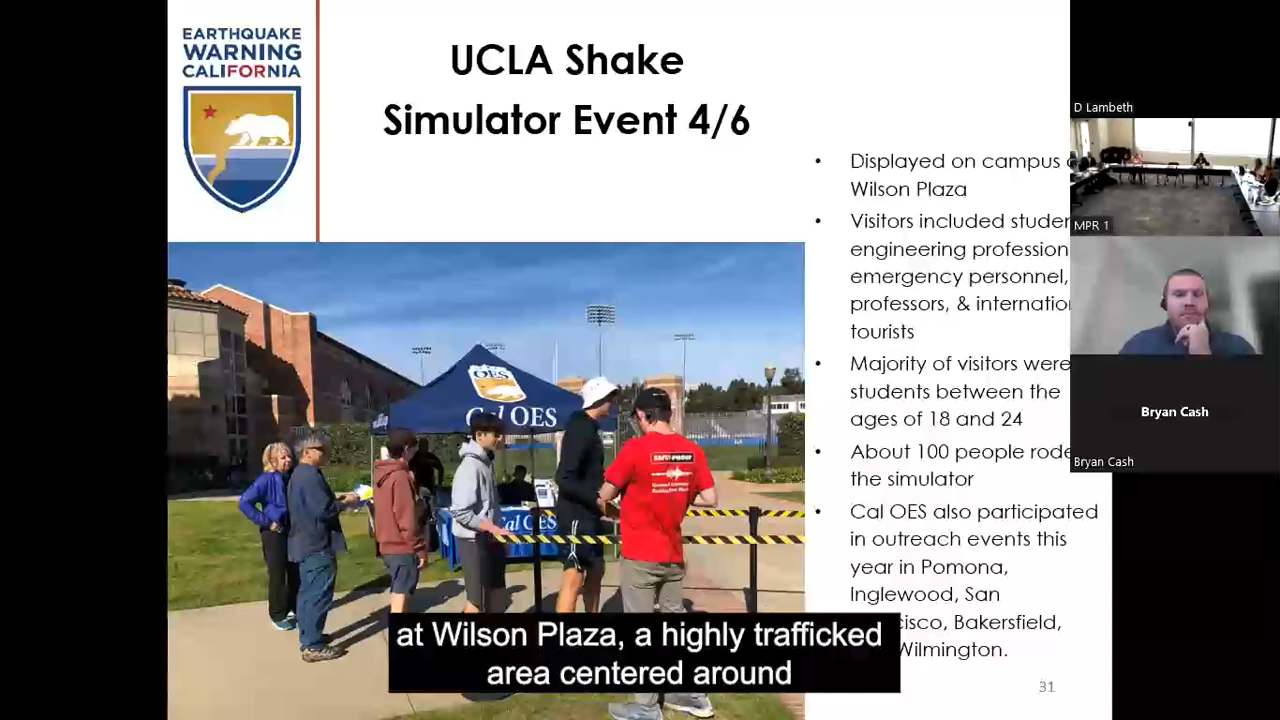 EARTHQUAKE
WARNING
CALIFORNIA
UCLA Shake
Simulator Event 4/6
• Displayed on campus
Wilson Plaza
• Visitors included
engineering
emergency personnel,
professors, &
tourists
• Majority of visitors were
students between the
ages of 18 and 24
• About 100 people rode
the simulator
• Cal OES also participated
in outreach events this
year in Pomona,
Inglewood, San
Bakersfield,
Wilmington.
31
OES
Cal OES
Cal OES
at Wilson Plaza, a highly trafficked
area centered around
D Lambeth
MPR 1
Bryan Cash
Bryan Cash